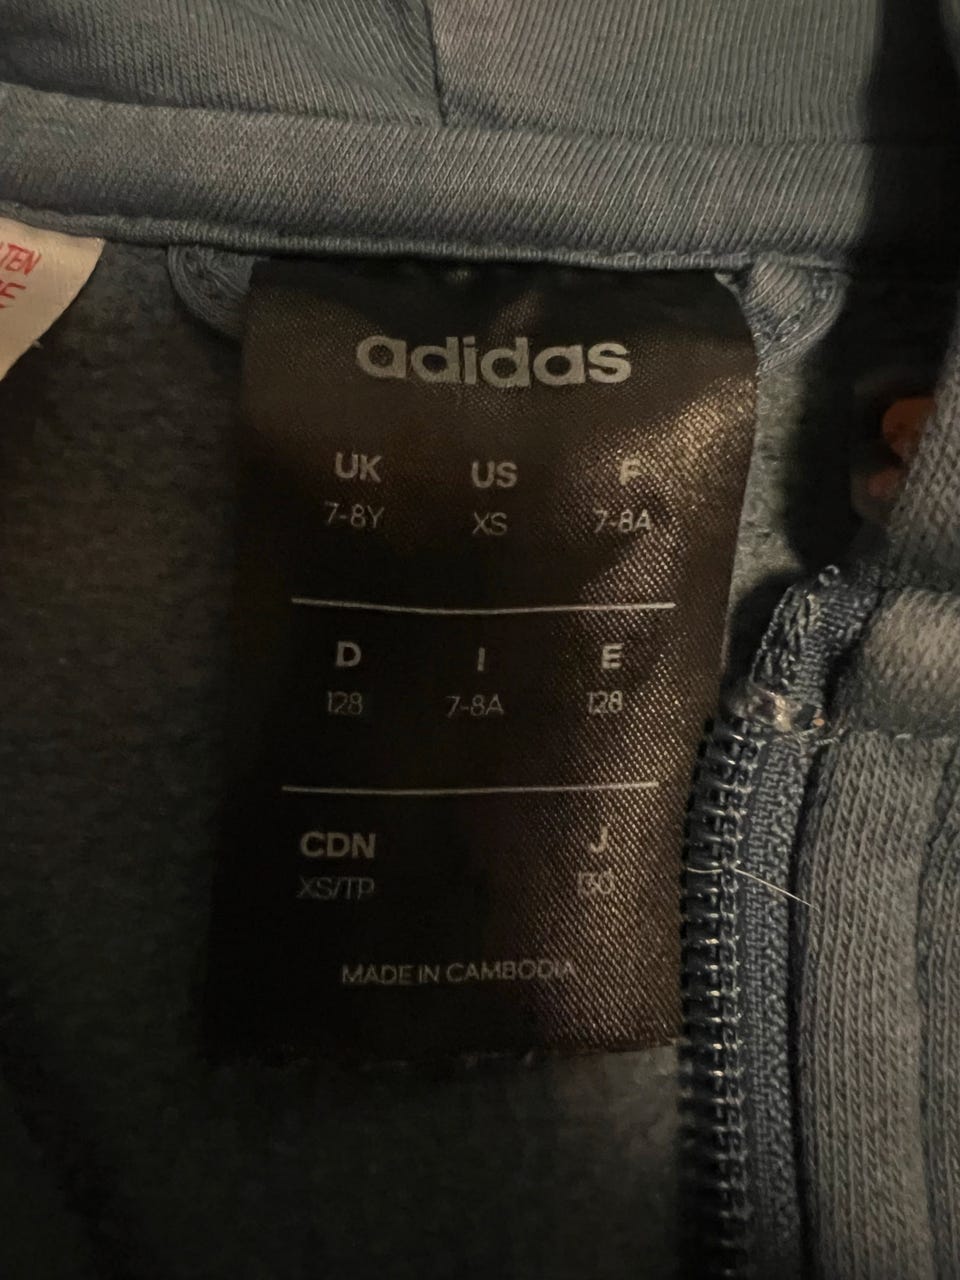 TEN
adidas
UK US F
7-8Y XS 7-8A
D I E
128 7-8A 128
CDN J
XS/TP 130
MADE IN CAMBODIA